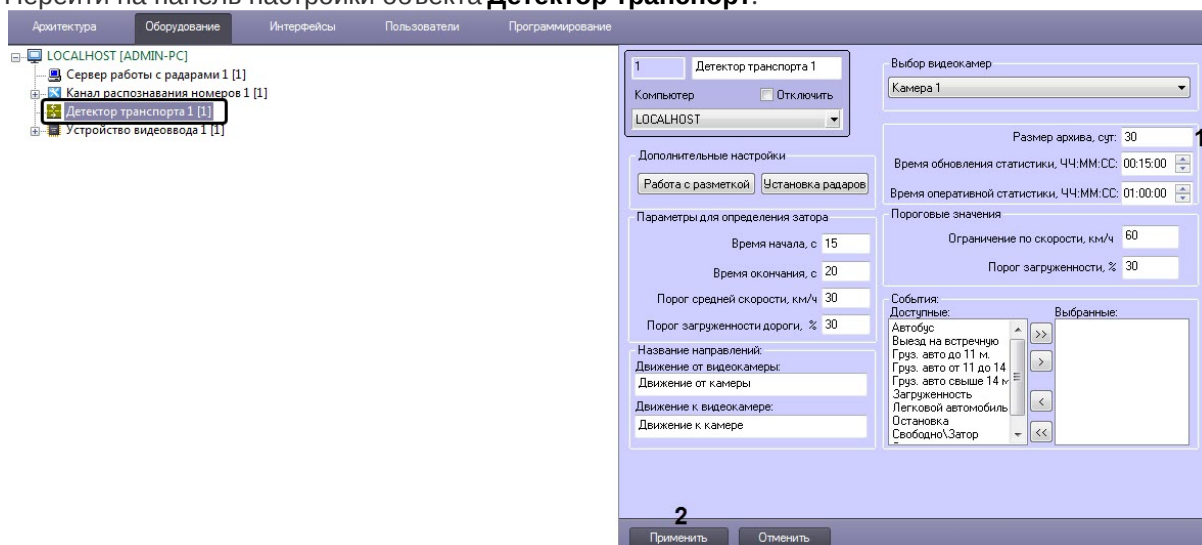 Перейти на панель настройки объекта Детектор транспорт.
Архитектура Оборудование Интерфейсы Пользователи Программирование
LOCALHOST [ADMIN-PC]
Сервер работы с радарами 1 [1]
Канал распознавания номеров 1 [1]
Детектор транспорта 1 [1]
Устройство видеоввода 1 [1]
1 Детектор транспорта 1
Компьютер Отключить
LOCALHOST
Дополнительные настройки
Работа с разметкой Установка радаров
Параметры для определения затора
Время начала, с 15
Время окончания, с 20
Порог средней скорости, км/ч 30
Порог загруженности дороги, % 30
Название направлений:
Движение от видеокамеры:
Движение от камеры
Движение к видеокамере:
Движение к камере
Выбор видеокамер
Камера 1
Размер архива, сут: 30 1
Время обновления статистики, ЧЧ:ММ:СС: 00:15:00
Время оперативной статистики, ЧЧ:ММ:СС: 01:00:00
Пороговые значения
Ограничение по скорости, км/ч 60
Порог загруженности, % 30
События:
Доступные: Выбранные:
Автобус
Выезд на встречную
Груз. авто до 11 м.
Груз. авто от 11 до 14
Груз. авто свыше 14 м
Загруженность
Легковой автомобиль
Остановка
Свободно\Затор
>>
>
<
<<
2
Применить Отменить